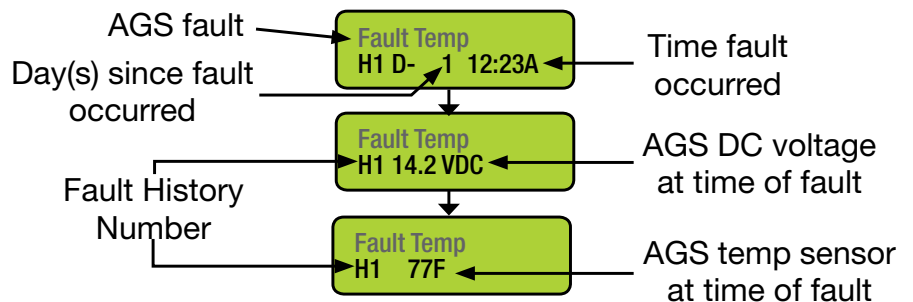 AGS fault
Fault Temp
H1 D- 1 12:23A
Time fault
occurred
Day(s) since fault
occurred
Fault Temp
H1 14.2 VDC
AGS DC voltage
at time of fault
Fault History
Number
Fault Temp
H1 77F
AGS temp sensor
at time of fault